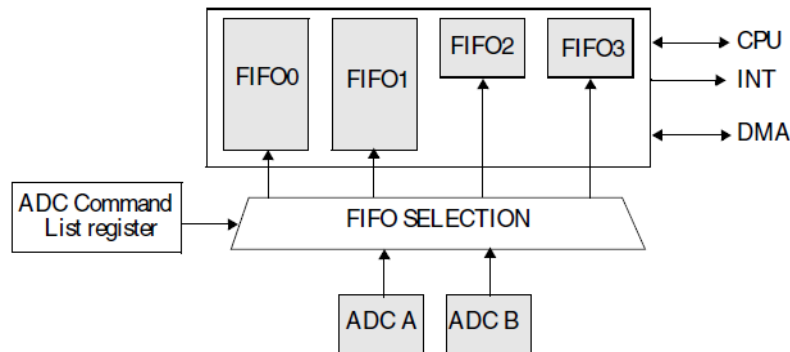 FIFO0
FIFO1
FIFO2
FIFO3
CPU
INT
DMA
ADC Command
List register
FIFO SELECTION
ADC A
ADC B